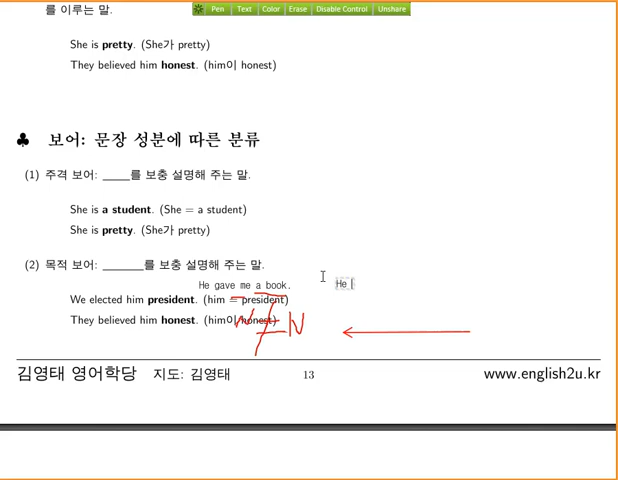 Pen Text Color Erase Disable Control Unshare
를 이루는 말.
She is pretty. (She가 pretty)
They believed him honest. (him이 honest)
♣ 보어: 문장 성분에 따른 분류
(1) 주격 보어: ____를 보충 설명해 주는 말.
She is a student. (She = a student)
She is pretty. (She가 pretty)
(2) 목적 보어: ______를 보충 설명해 주는 말.
He gave me a book.
He
We elected him president. (him = president)
They believed him honest. (him이 honest)
N ≠ N
김영태 영어학당 지도: 김영태 13 www.english2u.kr